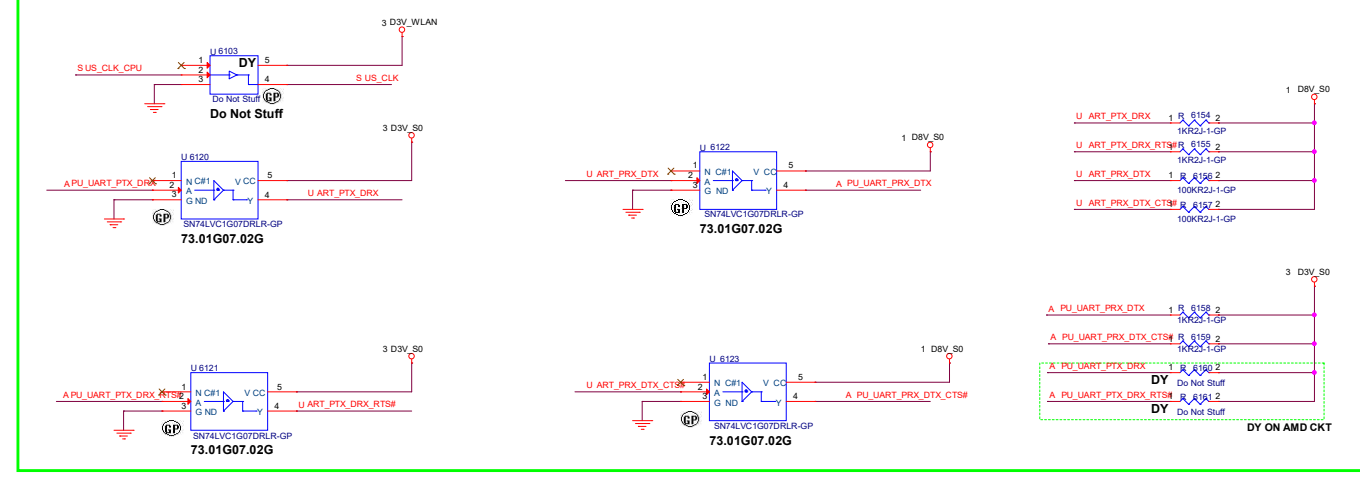 3 D3V_WLAN
U 6103
DY
1
2
3
5
4
S US_CLK_CPU
S US_CLK
Do Not Stuff
GP
Do Not Stuff
3 D3V_S0
U 6120
1
2
3
N C#1
A
G ND
V CC
Y
5
4
A PU_UART_PTX_DRX
U ART_PTX_DRX
GP
SN74LVC1G07DRLR-GP
73.01G07.02G
1 D8V_S0
U 6122
1
2
3
N C#1
A
G ND
V CC
Y
5
4
U ART_PRX_DTX
A PU_UART_PRX_DTX
GP
SN74LVC1G07DRLR-GP
73.01G07.02G
1 D8V_S0
U ART_PTX_DRX 1 R 6154 2
1KR2J-1-GP
U ART_PTX_DRX_RTS# 1 R 6155 2
1KR2J-1-GP
U ART_PRX_DTX 1 R 6156 2
100KR2J-1-GP
U ART_PRX_DTX_CTS# 1 R 6157 2
100KR2J-1-GP
3 D3V_S0
U 6121
1
2
3
N C#1
A
G ND
V CC
Y
5
4
A PU_UART_PTX_DRX_RTS#
U ART_PTX_DRX_RTS#
GP
SN74LVC1G07DRLR-GP
73.01G07.02G
1 D8V_S0
U 6123
1
2
3
N C#1
A
G ND
V CC
Y
5
4
U ART_PRX_DTX_CTS#
A PU_UART_PRX_DTX_CTS#
GP
SN74LVC1G07DRLR-GP
73.01G07.02G
3 D3V_S0
A PU_UART_PRX_DTX 1 R 6158 2
1KR2J-1-GP
A PU_UART_PRX_DTX_CTS# 1 R 6159 2
1KR2J-1-GP
A PU_UART_PTX_DRX 1 R 6160 2
DY Do Not Stuff
A PU_UART_PTX_DRX_RTS# 1 R 6161 2
DY Do Not Stuff
DY ON AMD CKT